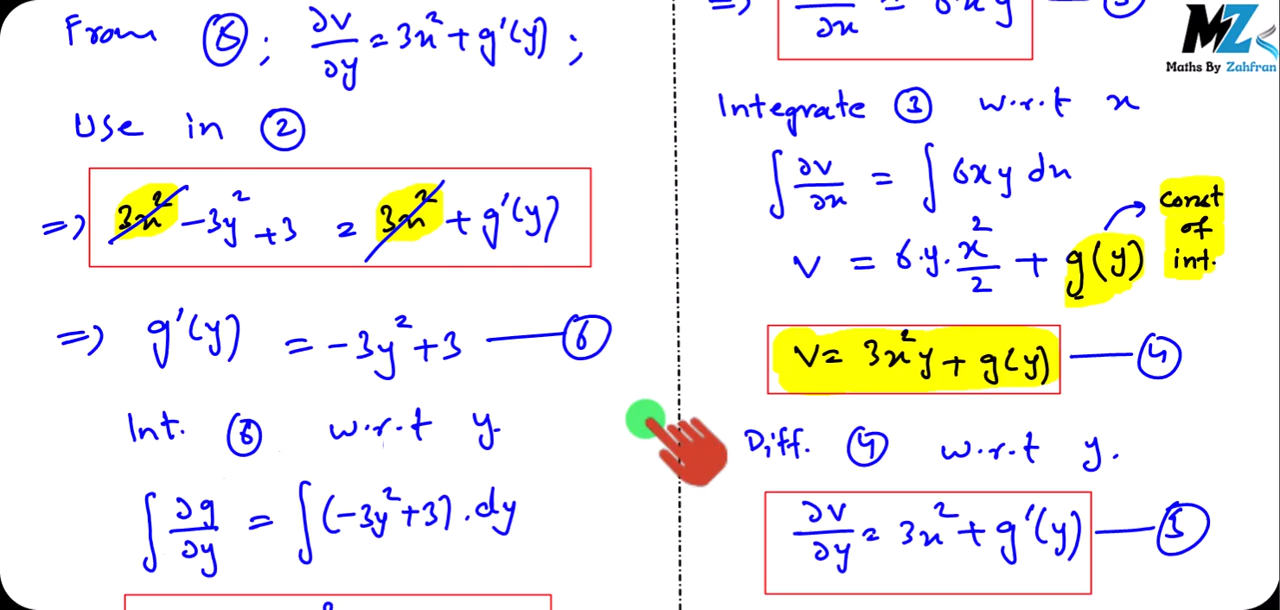 From ⑤; ∂v/∂y = 3x² + g'(y);
Use in ②
=> 3x² - 3y² + 3 = 3x² + g'(y)
=> g'(y) = -3y² + 3 — ⑥
Int. ⑥ w.r.t y.
∫ ∂g/∂y = ∫(-3y² + 3).dy
MZ
Maths By Zahfran
=> ∂x
Integrate ③ w.r.t x
∫ ∂v/∂x = ∫ 6xy dx
v = 6.y.x²/2 + g(y)
const
of
int.
v = 3x²y + g(y) — ④
Diff. ④ w.r.t y.
∂v/∂y = 3x² + g'(y) — ⑤